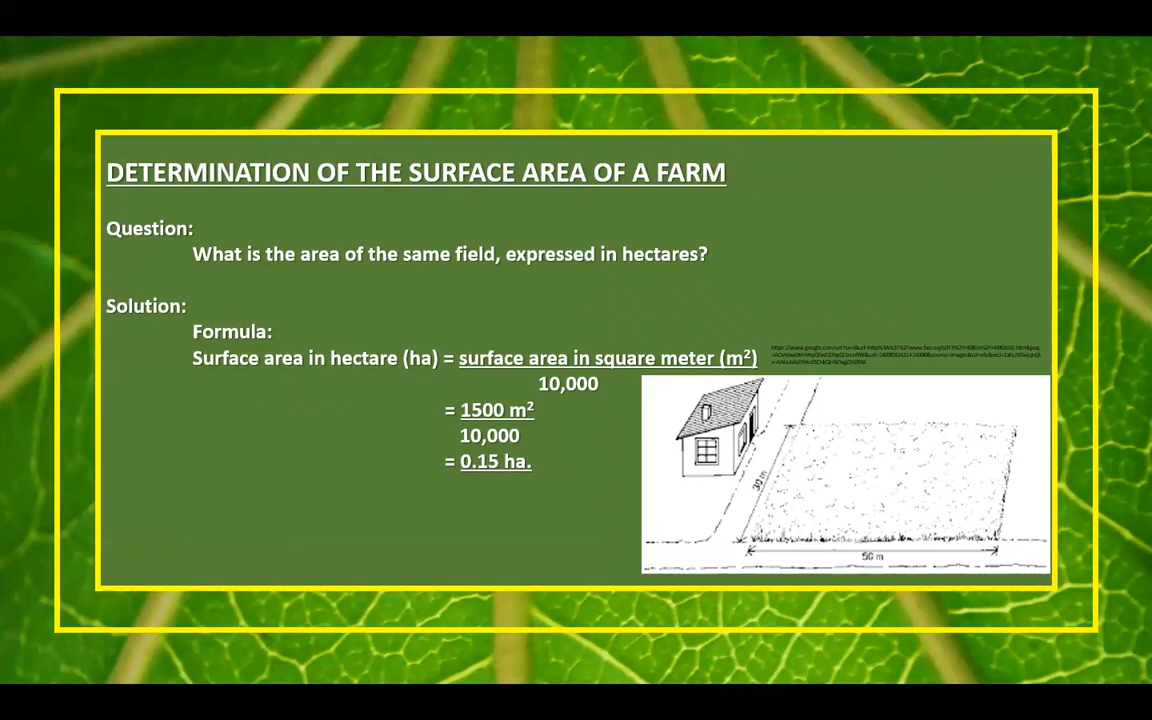 DETERMINATION OF THE SURFACE AREA OF A FARM
Question:
What is the area of the same field, expressed in hectares?
Solution:
Formula:
Surface area in hectare (ha) = surface area in square meter (m²)
10,000
= 1500 m²
10,000
= 0.15 ha.
30 m
50 m